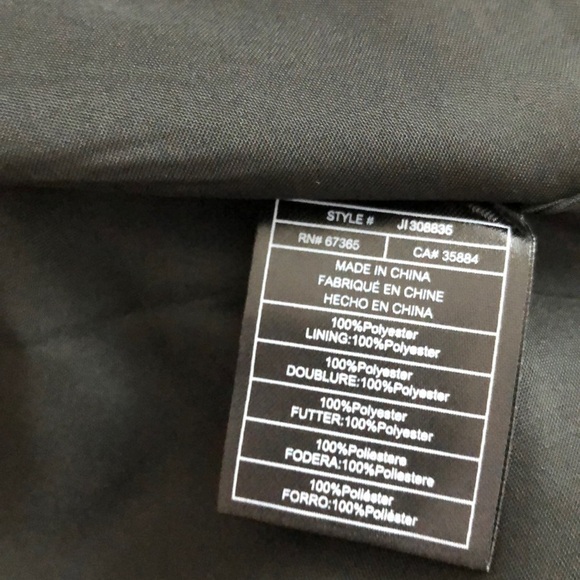 STYLE # JI308835
RN# 67365 CA# 35884
MADE IN CHINA
FABRIQUÉ EN CHINE
HECHO EN CHINA
100%Polyester
LINING:100%Polyester
100%Polyester
DOUBLURE:100%Polyester
100%Polyester
FUTTER:100%Polyester
100%Poliestere
FODERA:100%Poliestere
100%Poliéster
FORRO:100%Poliéster